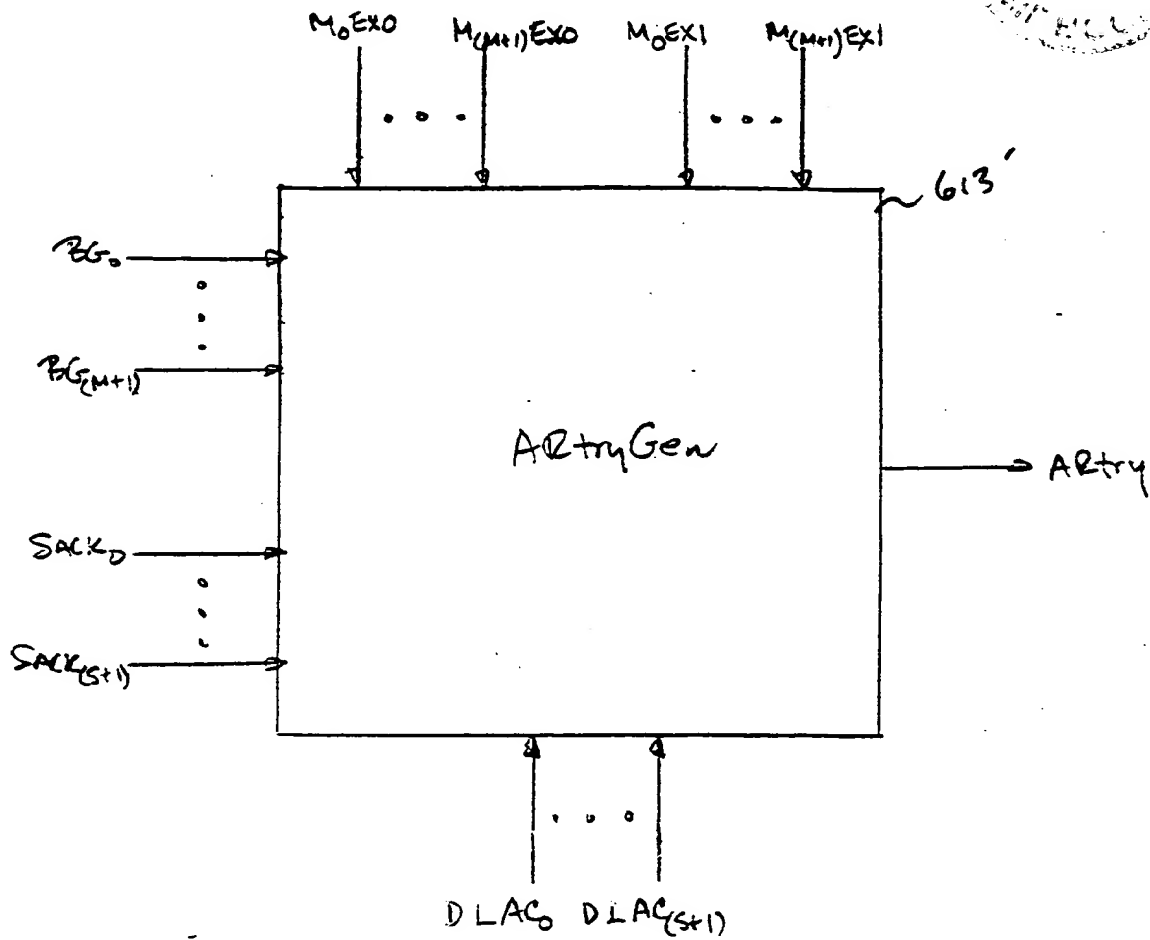 M₀EX0 M₍M+1₎EX0 M₀EX1 M₍M+1₎EX1
613'
BG₀
BG(M+1)
ARtryGen
ARtry
SACK₀
SACK(S+1)
DLAC₀ DLAC(S+1)